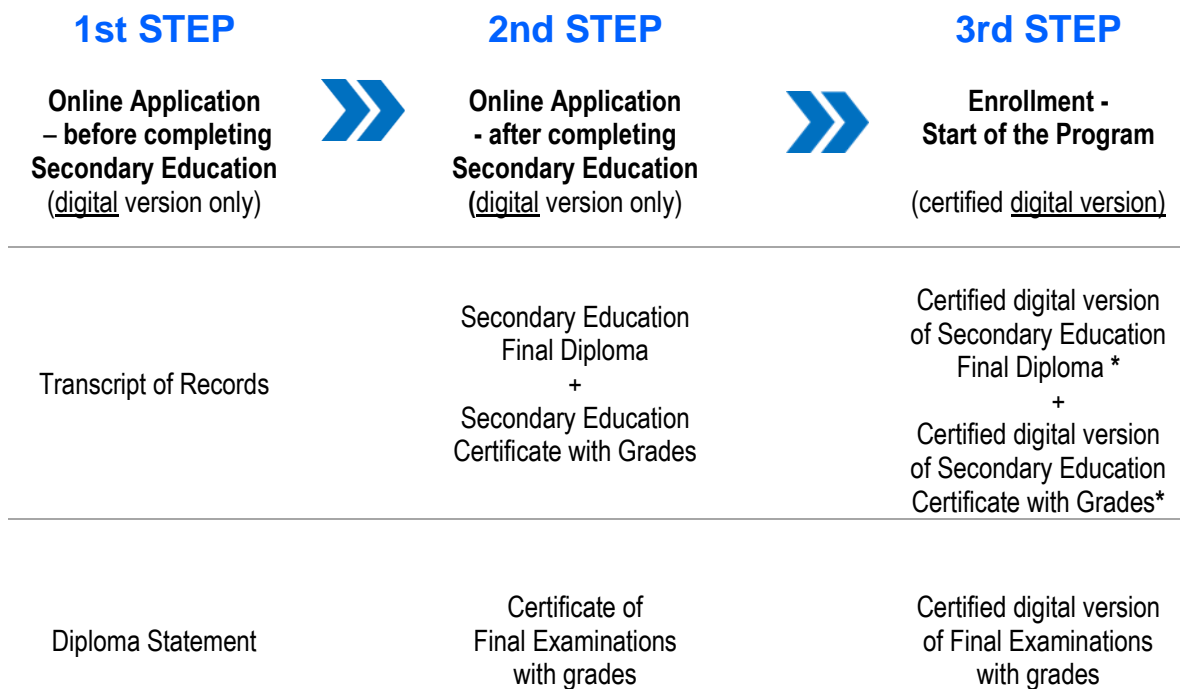 1st STEP
2nd STEP
3rd STEP
Online Application
– before completing
Secondary Education
(digital version only)
Online Application
- after completing
Secondary Education
(digital version only)
Enrollment -
Start of the Program
(certified digital version)
Transcript of Records
Secondary Education
Final Diploma
+
Secondary Education
Certificate with Grades
Certified digital version
of Secondary Education
Final Diploma *
+
Certified digital version
of Secondary Education
Certificate with Grades*
Diploma Statement
Certificate of
Final Examinations
with grades
Certified digital version
of Final Examinations
with grades